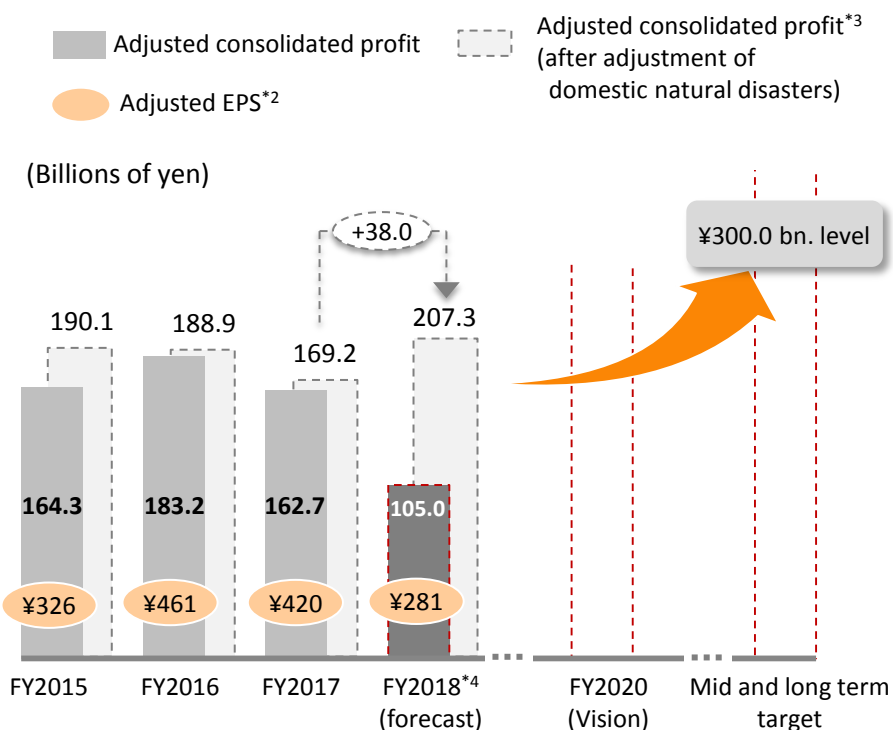 Adjusted consolidated profit
Adjusted consolidated profit*3
(after adjustment of
domestic natural disasters)
Adjusted EPS*2
(Billions of yen)
¥300.0 bn. level
+38.0
190.1
188.9
169.2
207.3
164.3
183.2
162.7
105.0
¥326
¥461
¥420
¥281
FY2015
FY2016
FY2017
FY2018*4
(forecast)
FY2020
(Vision)
Mid and long term
target